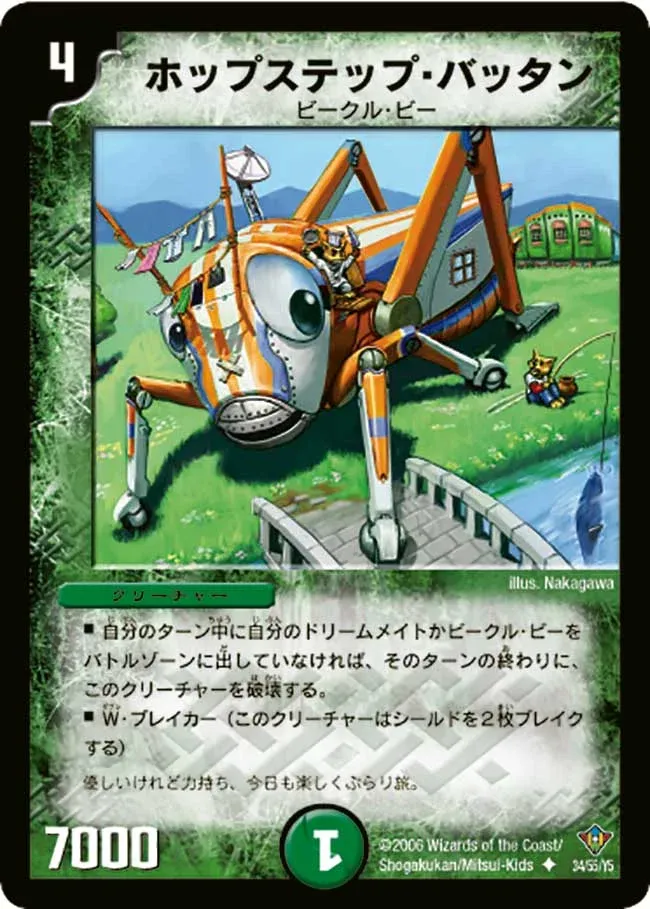 4
ホップステップ・バッタン
ビークル・ビー
illus. Nakagawa
クリーチャー
■ 自分のターン中に自分のドリームメイトかビークル・ビーを
バトルゾーンに出していなければ、そのターンの終わりに、
このクリーチャーを破壊する。
■ W・ブレイカー（このクリーチャーはシールドを2枚ブレイク
する）
優しいけれど力持ち、今日も楽しくぶらり旅。
7000
1
©2006 Wizards of the Coast/
Shogakukan/Mitsui-Kids ◆ 34/55/Y5